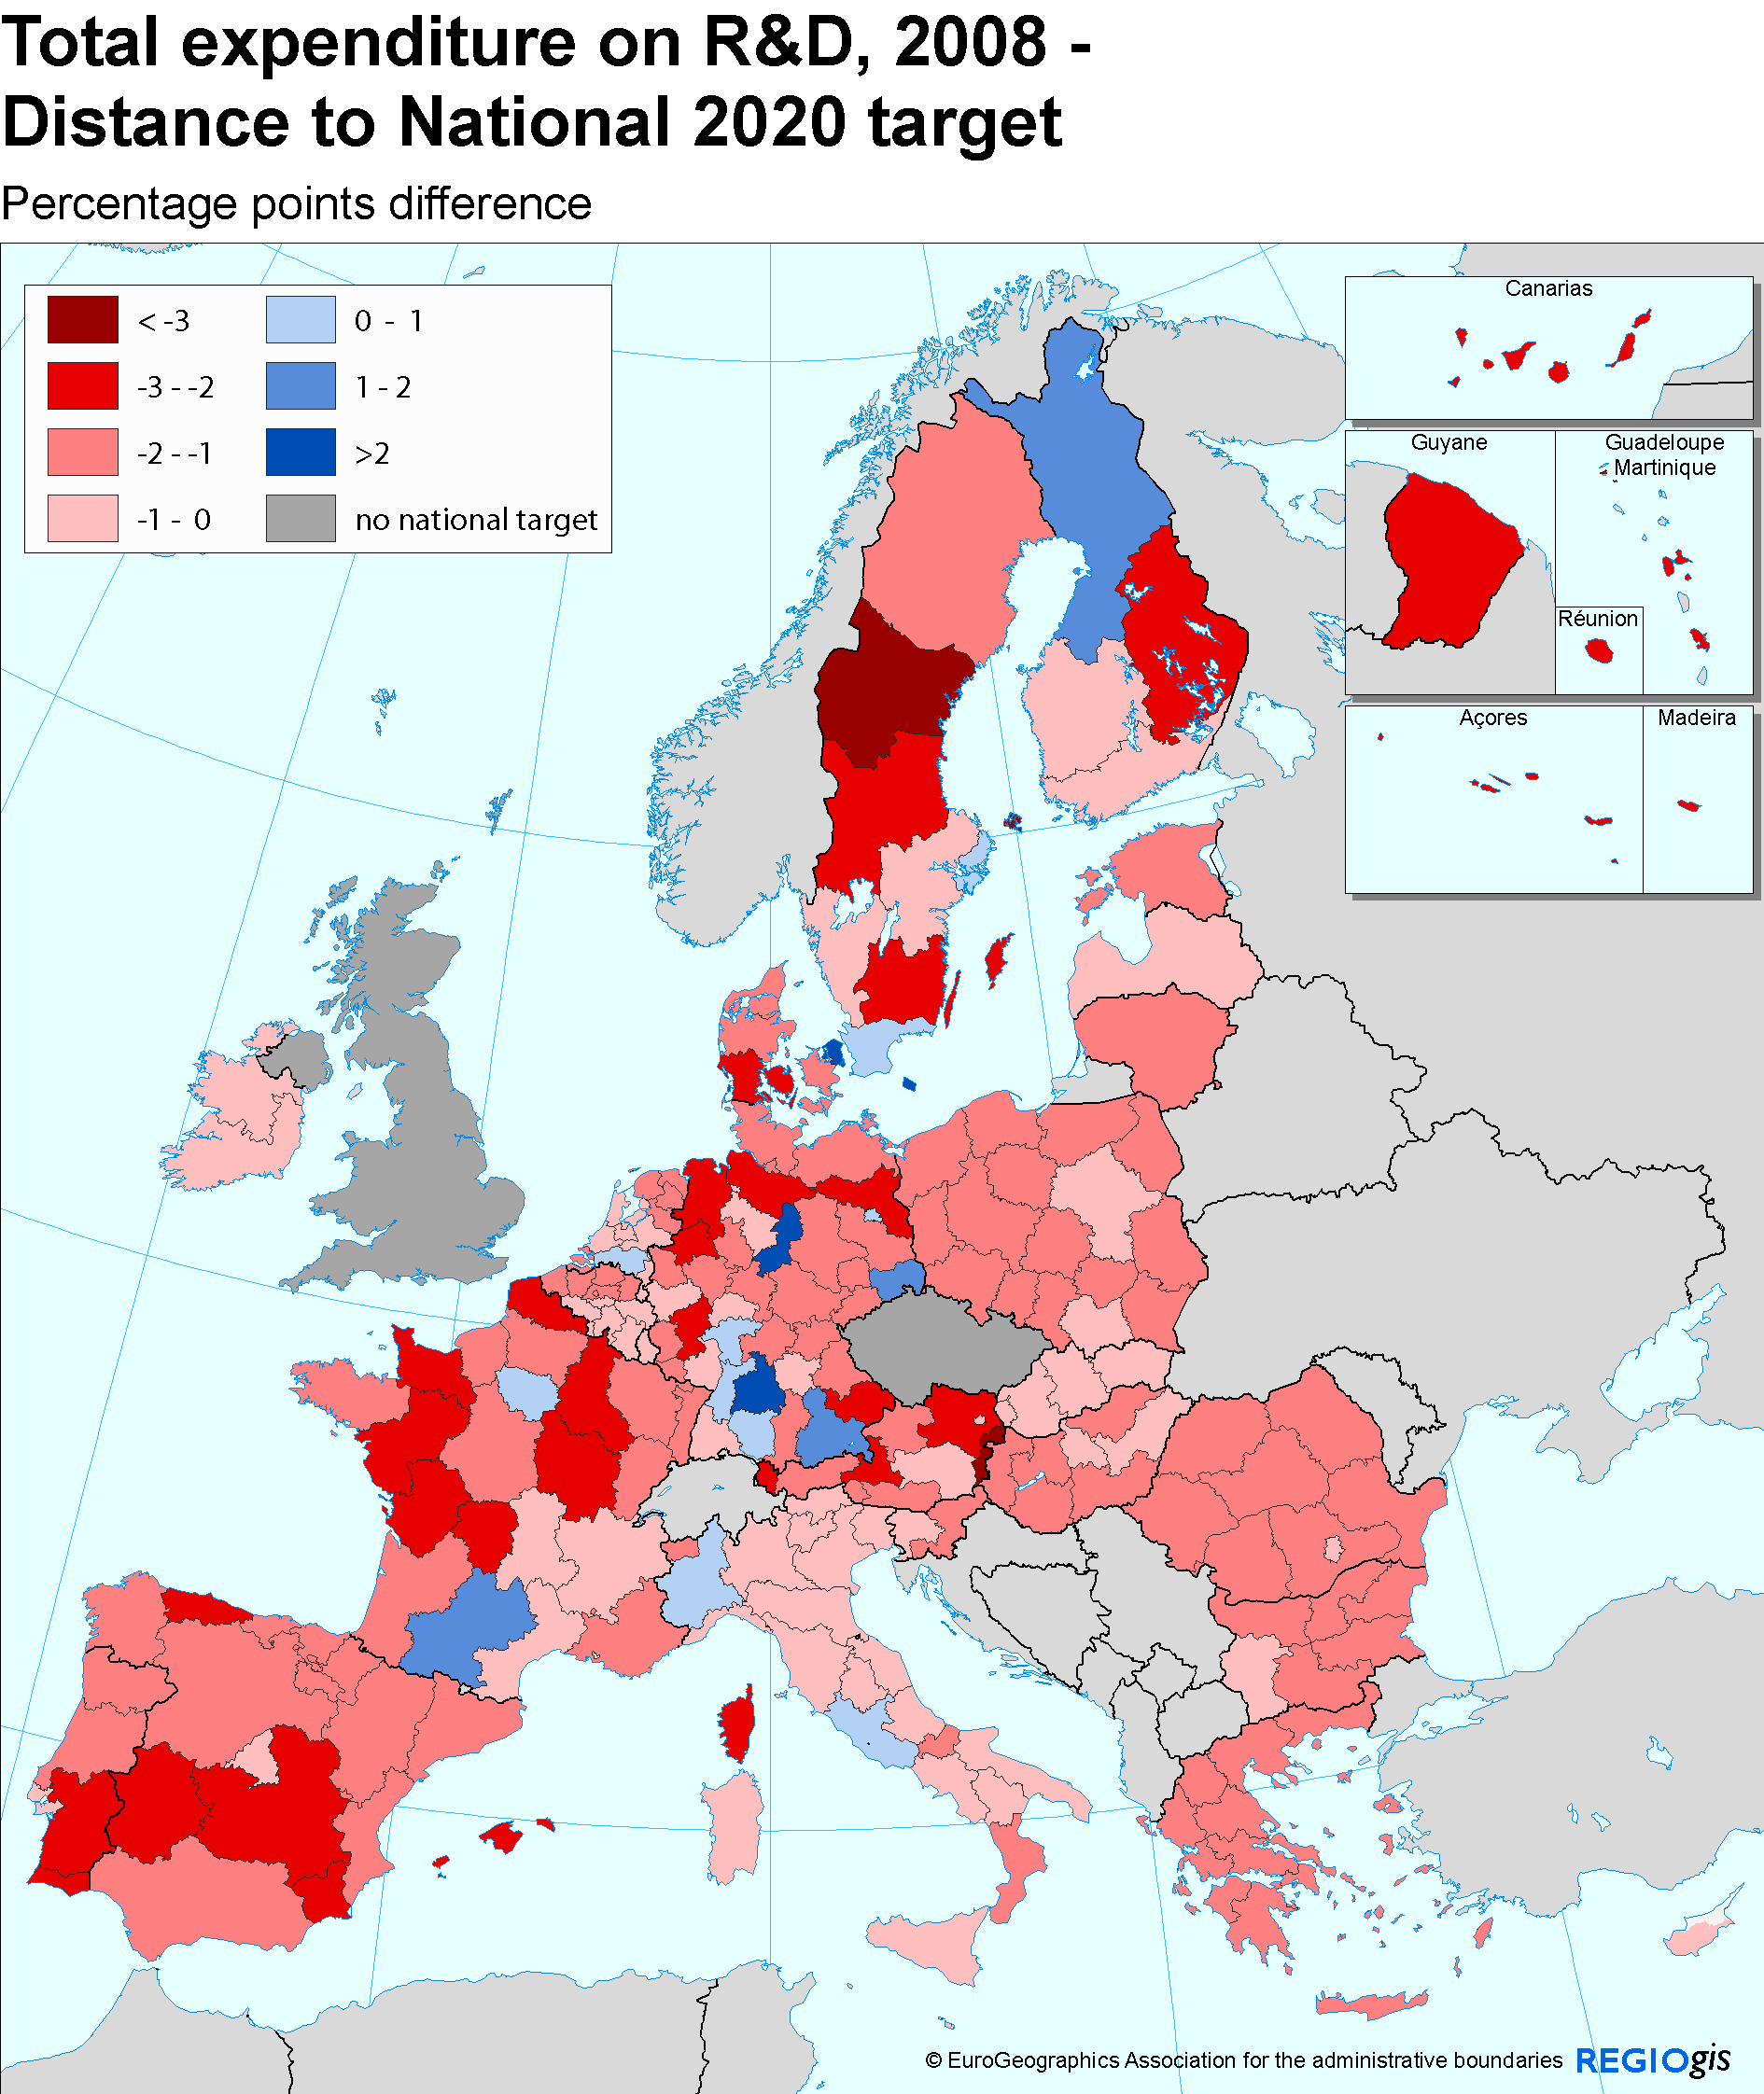 Total expenditure on R&D, 2008 -
Distance to National 2020 target
Percentage points difference
< -3
-3 - -2
-2 - -1
-1 - 0
0 - 1
1 - 2
>2
no national target
Canarias
Guyane
Guadeloupe
Martinique
Réunion
Açores
Madeira
© EuroGeographics Association for the administrative boundaries
REGIOgis